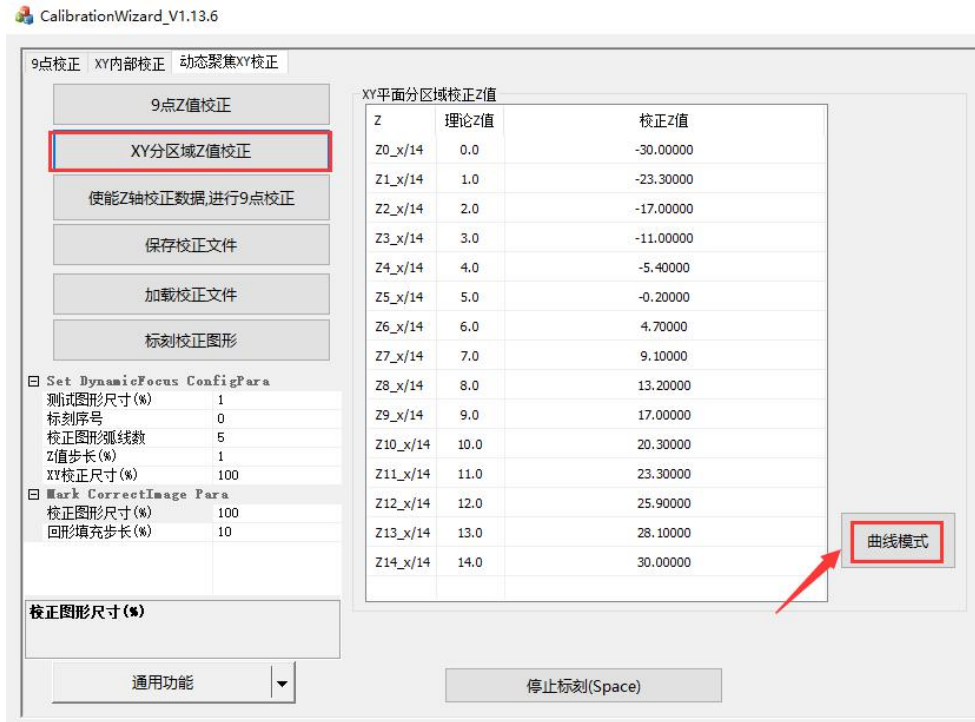 CalibrationWizard_V1.13.6
9点校正 XY内部校正 动态聚焦XY校正
9点Z值校正
XY分区域Z值校正
使能Z轴校正数据,进行9点校正
保存校正文件
加载校正文件
标刻校正图形
Set DynamicFocus ConfigPara
测试图形尺寸(%) 1
标刻序号 0
校正图形弧线数 5
Z值步长(%) 1
XY校正尺寸(%) 100
Mark CorrectImage Para
校正图形尺寸(%) 100
回形填充步长(%) 10
校正图形尺寸(%)
通用功能
XY平面分区域校正Z值
Z 理论Z值 校正Z值
Z0_x/14 0.0 -30.00000
Z1_x/14 1.0 -23.30000
Z2_x/14 2.0 -17.00000
Z3_x/14 3.0 -11.00000
Z4_x/14 4.0 -5.40000
Z5_x/14 5.0 -0.20000
Z6_x/14 6.0 4.70000
Z7_x/14 7.0 9.10000
Z8_x/14 8.0 13.20000
Z9_x/14 9.0 17.00000
Z10_x/14 10.0 20.30000
Z11_x/14 11.0 23.30000
Z12_x/14 12.0 25.90000
Z13_x/14 13.0 28.10000
Z14_x/14 14.0 30.00000
曲线模式
停止标刻(Space)